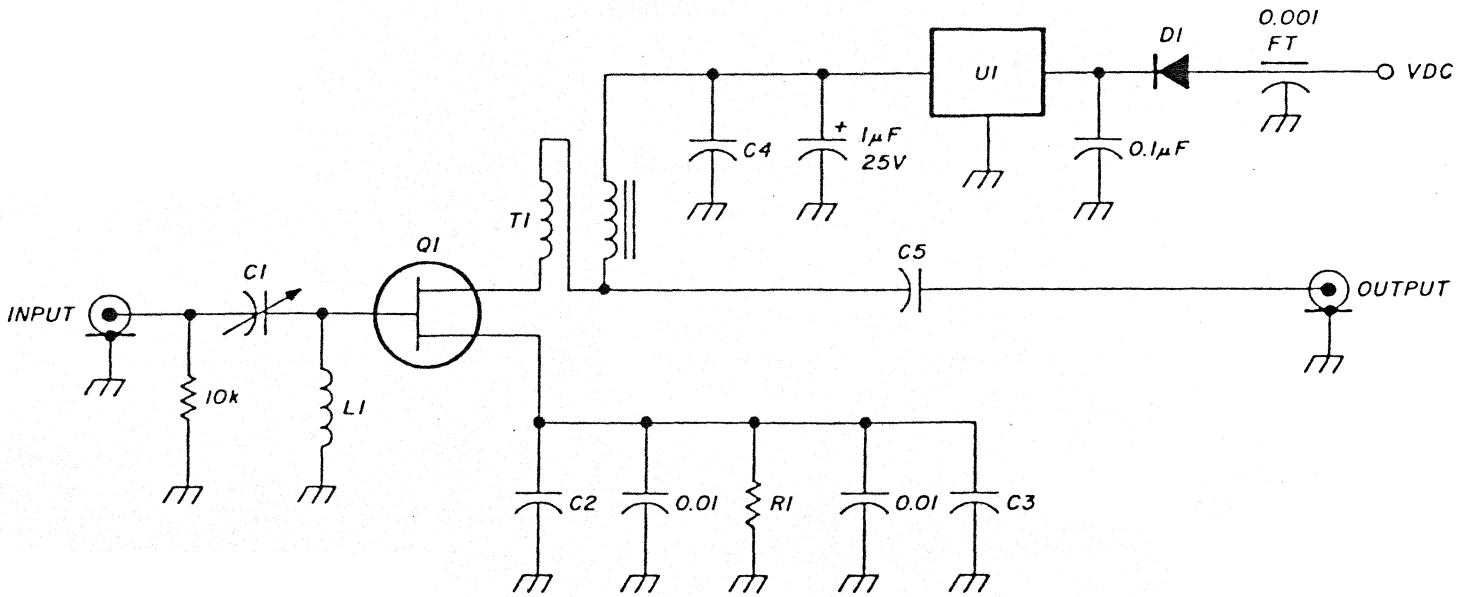 0.001
FT
D1
VDC
U1
C4
+
1µF
25V
0.1µF
T1
Q1
C5
C1
INPUT
OUTPUT
10k
L1
C2
0.01
R1
0.01
C3